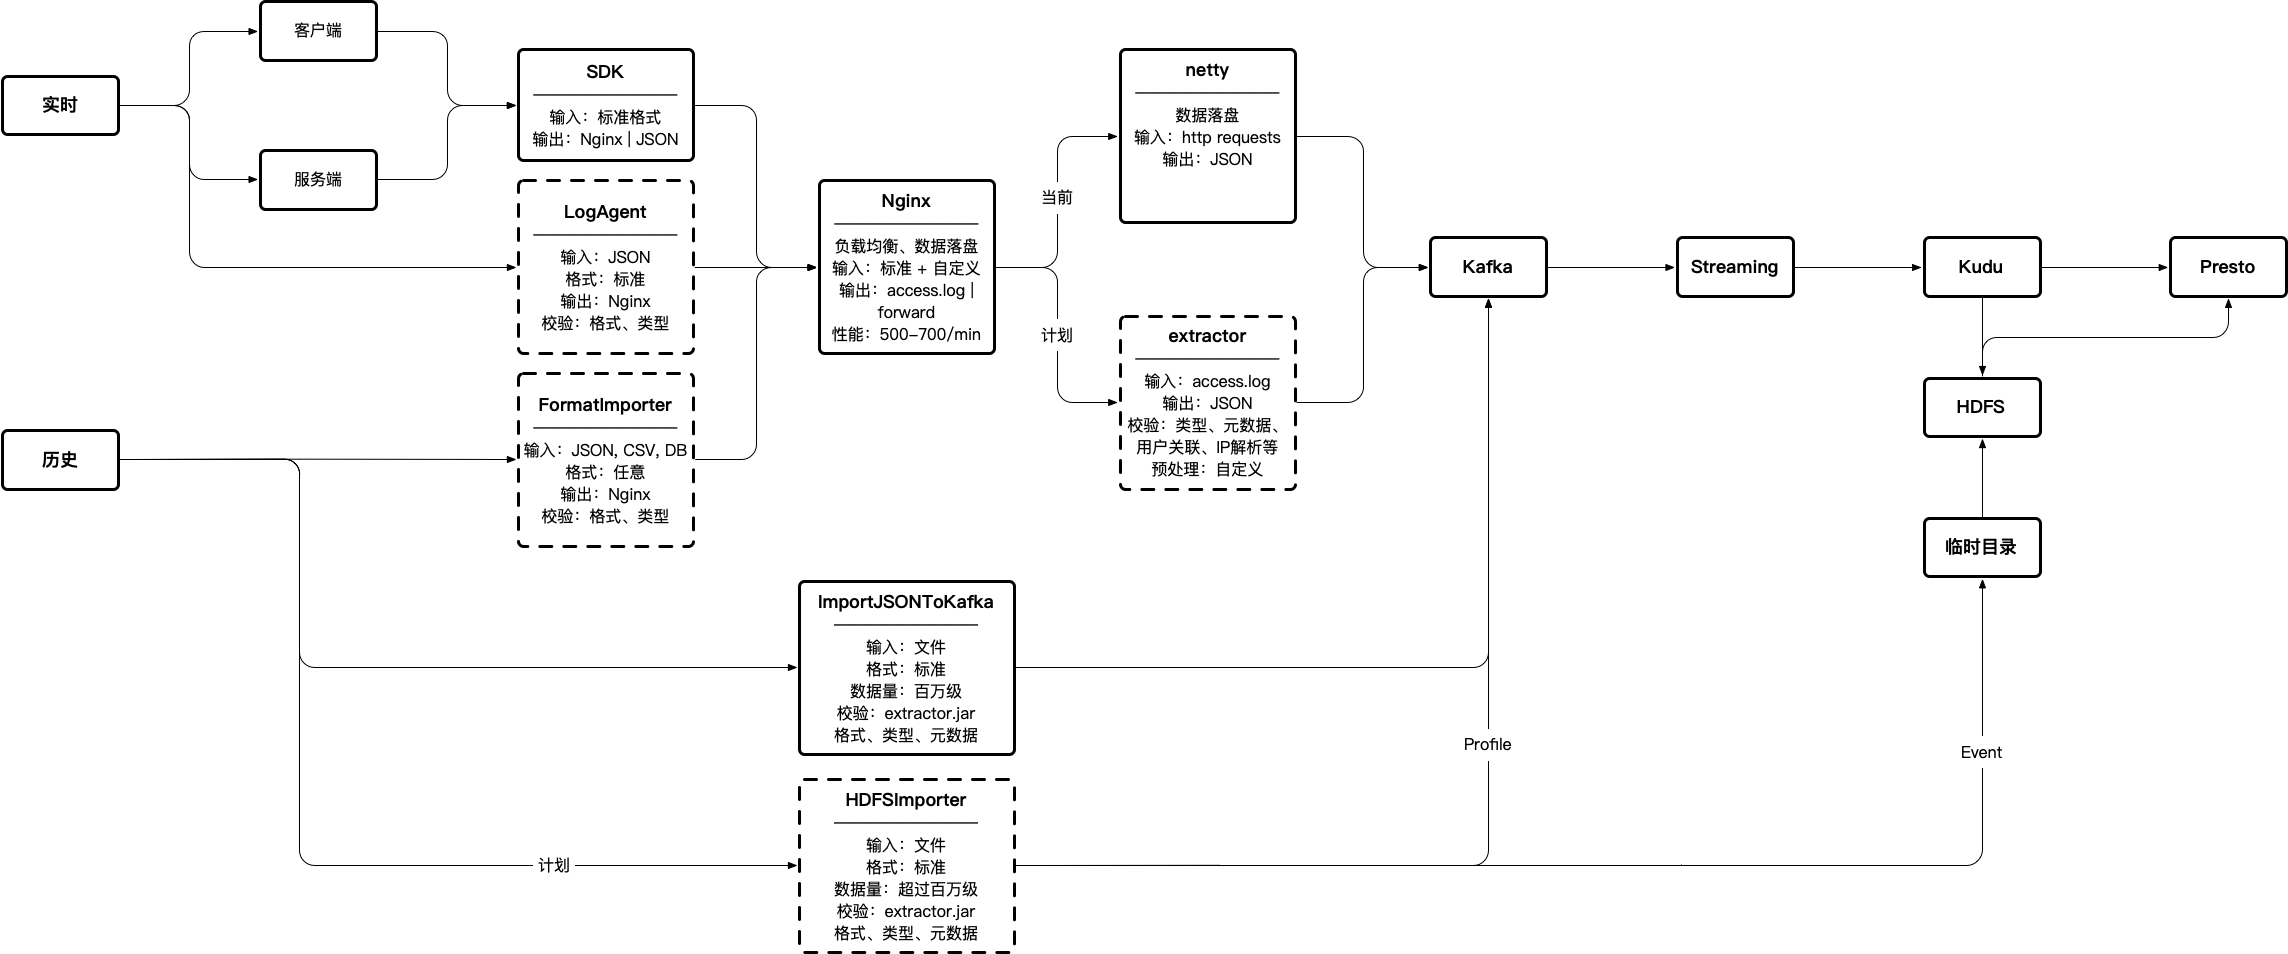 实时
客户端
服务端
SDK
输入：标准格式
输出：Nginx | JSON
LogAgent
输入：JSON
格式：标准
输出：Nginx
校验：格式、类型
历史
FormatImporter
输入：JSON, CSV, DB
格式：任意
输出：Nginx
校验：格式、类型
Nginx
负载均衡、数据落盘
输入：标准 + 自定义
输出：access.log |
forward
性能：500-700/min
当前
计划
netty
数据落盘
输入：http requests
输出：JSON
extractor
输入：access.log
输出：JSON
校验：类型、元数据、
用户关联、IP解析等
预处理：自定义
Kafka
Streaming
Kudu
Presto
HDFS
临时目录
ImportJSONToKafka
输入：文件
格式：标准
数据量：百万级
校验：extractor.jar
格式、类型、元数据
Profile
Event
计划
HDFSImporter
输入：文件
格式：标准
数据量：超过百万级
校验：extractor.jar
格式、类型、元数据